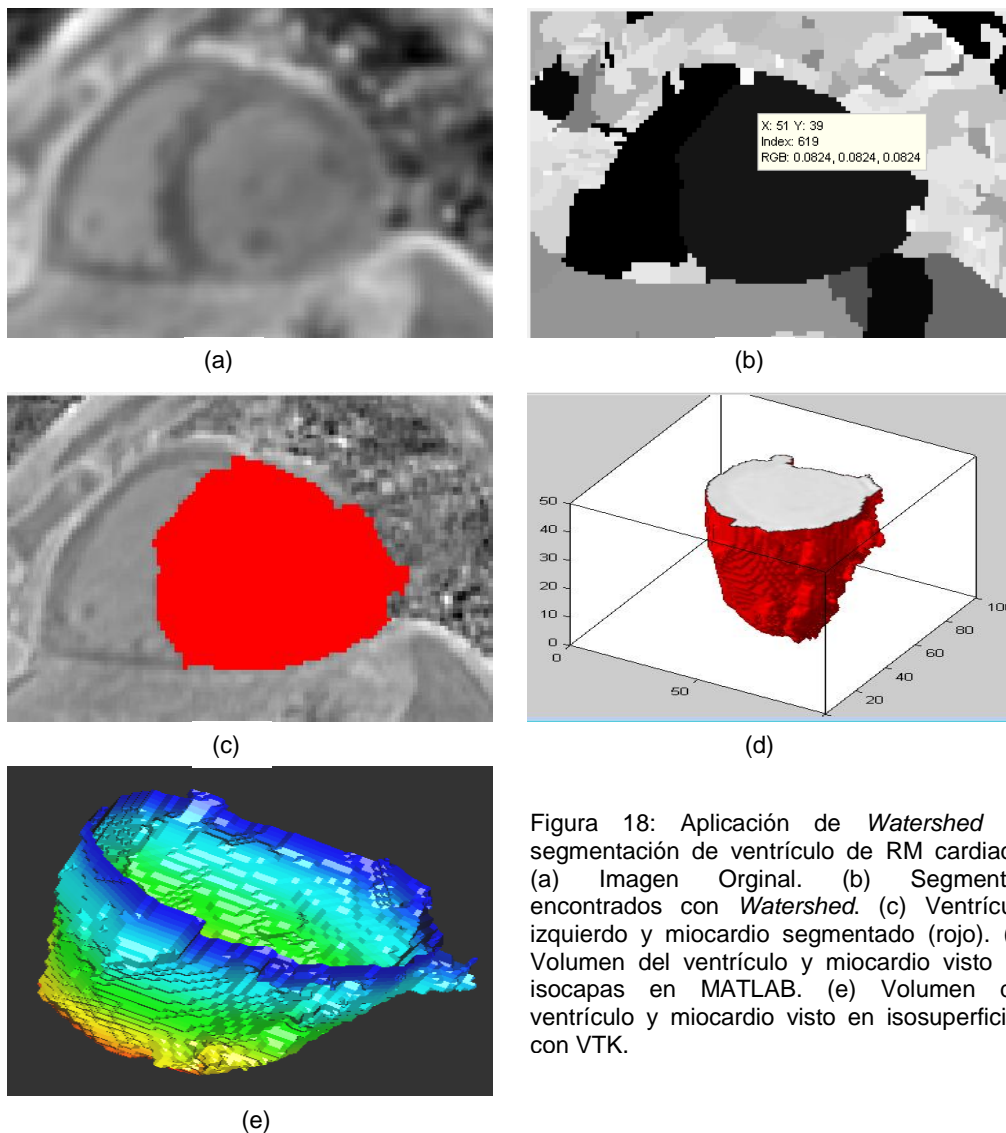 (a)
X: 51 Y: 39
Index: 619
RGB: 0.0824, 0.0824, 0.0824
(b)
(c)
50
40
30
20
10
0
0
50
20
40
60
80
100
(d)
(e)
Figura 18: Aplicación de Watershed
segmentación de ventrículo de RM cardiac
(a) Imagen Orginal. (b) Segment
encontrados con Watershed. (c) Ventrícu
izquierdo y miocardio segmentado (rojo). (
Volumen del ventrículo y miocardio visto
isocapas en MATLAB. (e) Volumen d
ventrículo y miocardio visto en isosuperfici
con VTK.